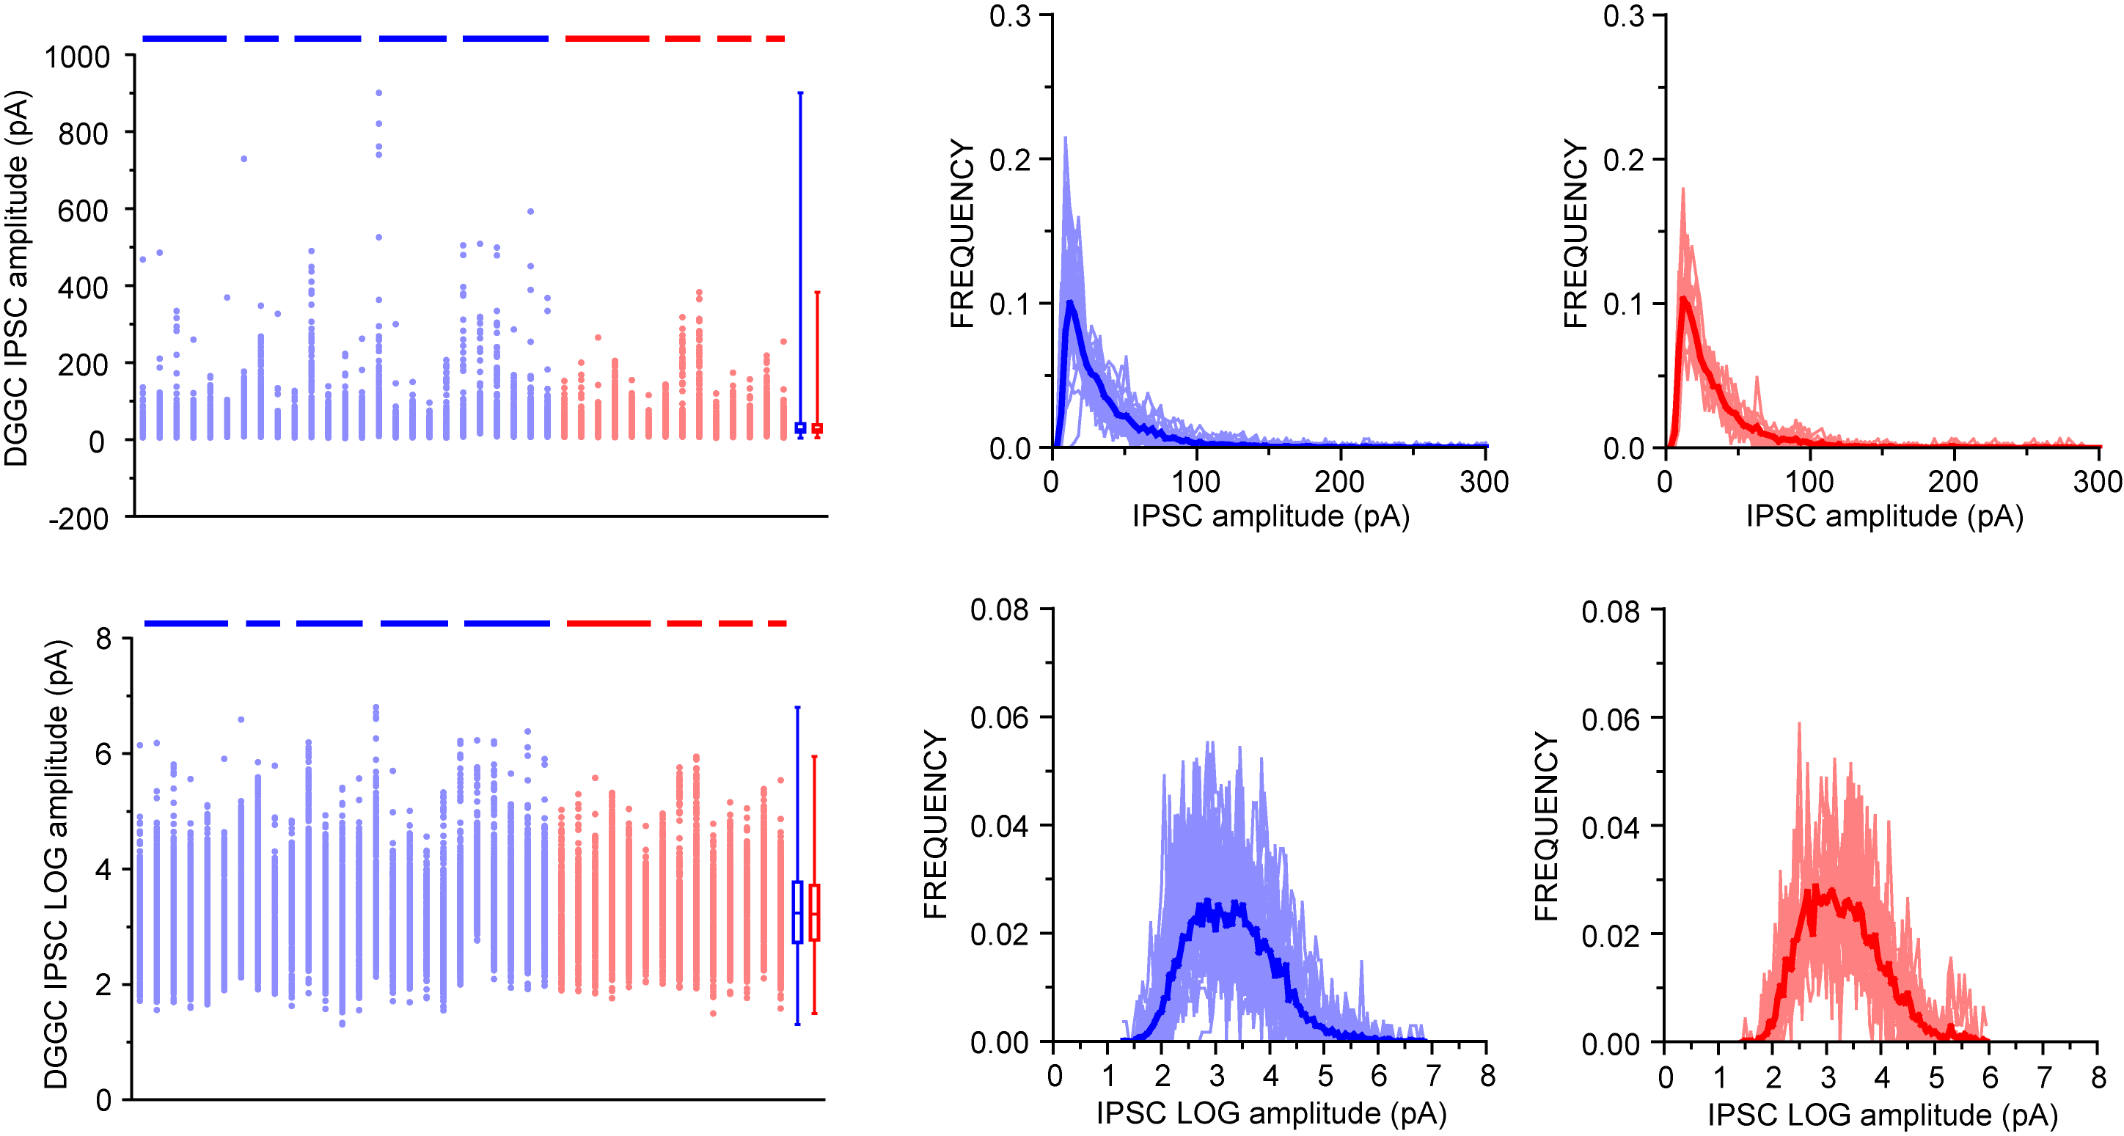 DGGC IPSC amplitude (pA)
1000
800
600
400
200
0
-200
FREQUENCY
0.3
0.2
0.1
0.0
0 100 200 300
IPSC amplitude (pA)
FREQUENCY
0.3
0.2
0.1
0.0
0 100 200 300
IPSC amplitude (pA)
DGGC IPSC LOG amplitude (pA)
8
6
4
2
0
FREQUENCY
0.08
0.06
0.04
0.02
0.00
0 1 2 3 4 5 6 7 8
IPSC LOG amplitude (pA)
FREQUENCY
0.08
0.06
0.04
0.02
0.00
0 1 2 3 4 5 6 7 8
IPSC LOG amplitude (pA)